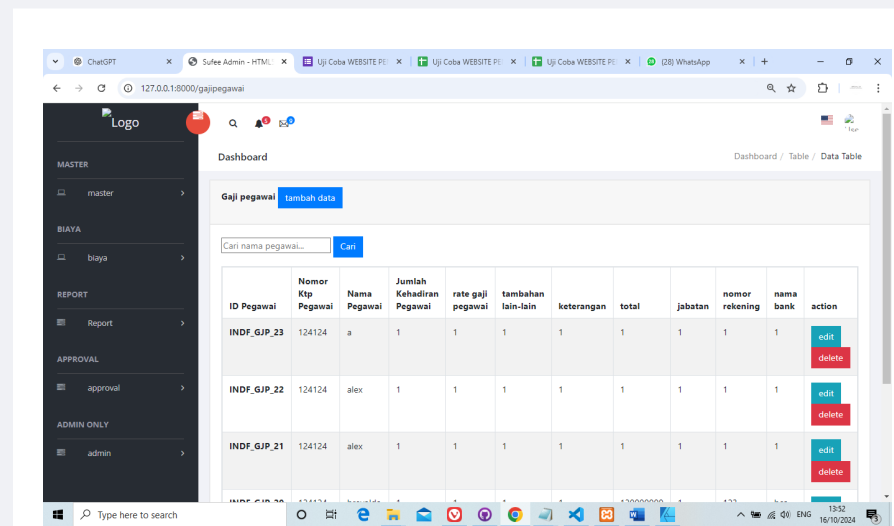 ChatGPT
Sufee Admin - HTML
Uji Coba WEBSITE PE
Uji Coba WEBSITE PE
Uji Coba WEBSITE PE
(28) WhatsApp
127.0.0.1:8000/gajipegawai
Logo
MASTER
master
BIAYA
biaya
REPORT
Report
APPROVAL
approval
ADMIN ONLY
admin
Dashboard
Dashboard / Table / Data Table
Gaji pegawai tambah data
Cari nama pegawai... Cari
ID Pegawai Nomor Ktp Pegawai Nama Pegawai Jumlah Kehadiran Pegawai rate gaji pegawai tambahan lain-lain keterangan total jabatan nomor rekening nama bank action
INDF_GJP_23 124124 a 1 1 1 1 1 1 1 1 edit
delete
INDF_GJP_22 124124 alex 1 1 1 1 1 1 1 1 edit
delete
INDF_GJP_21 124124 alex 1 1 1 1 1 1 1 1 edit
delete
Type here to search
ENG
13:52
16/10/2024